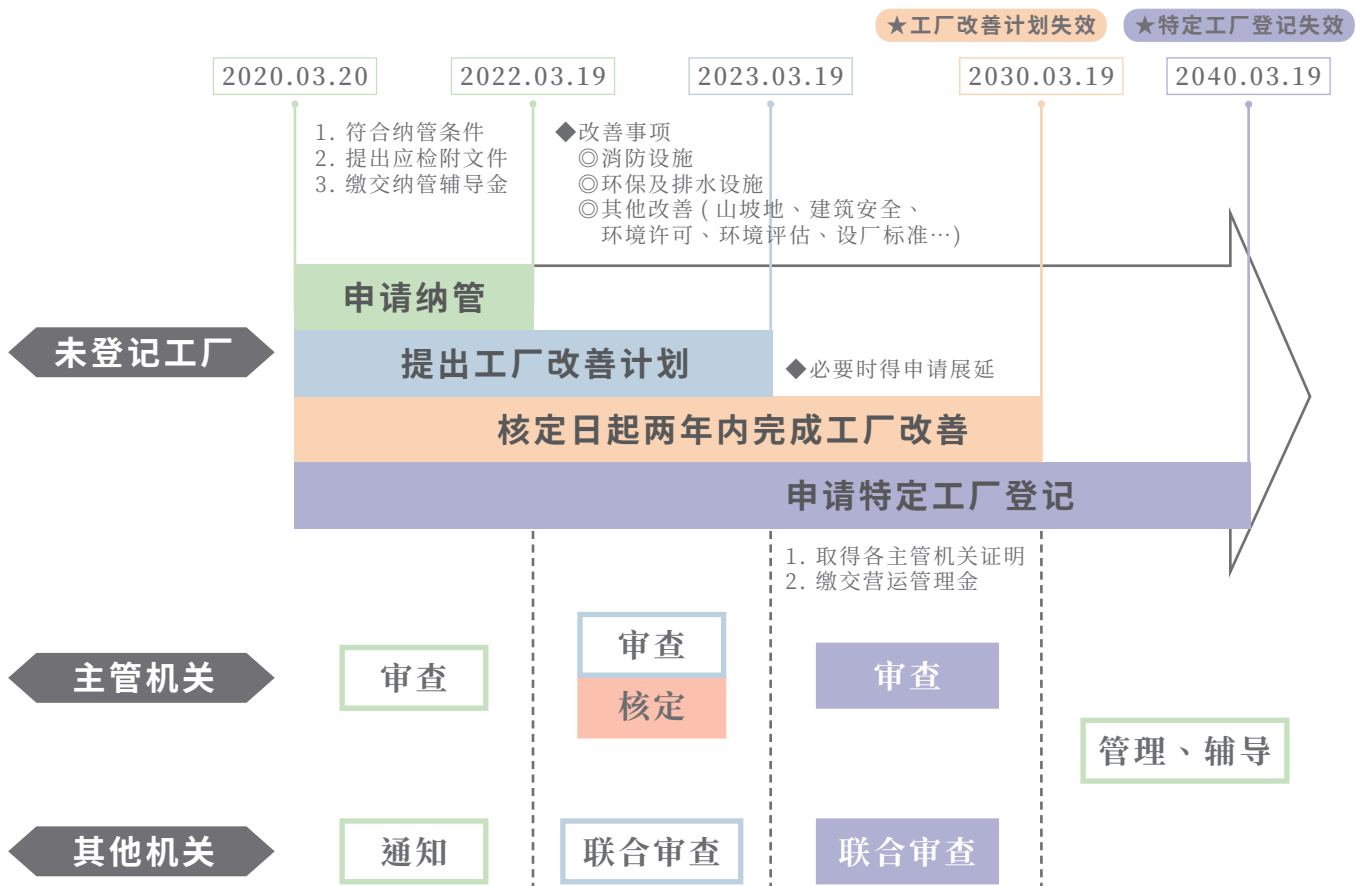 ★工厂改善计划失效
★特定工厂登记失效
2020.03.20
2022.03.19
2023.03.19
2030.03.19
2040.03.19
1. 符合纳管条件
2. 提出应检附文件
3. 缴交纳管辅导金
◆改善事项
◎消防设施
◎环保及排水设施
◎其他改善 ( 山坡地、建筑安全、
环境许可、环境评估、设厂标准…)
申请纳管
未登记工厂
提出工厂改善计划
◆必要时得申请展延
核定日起两年内完成工厂改善
申请特定工厂登记
1. 取得各主管机关证明
2. 缴交营运管理金
主管机关
审查
审查
核定
审查
管理、辅导
其他机关
通知
联合审查
联合审查